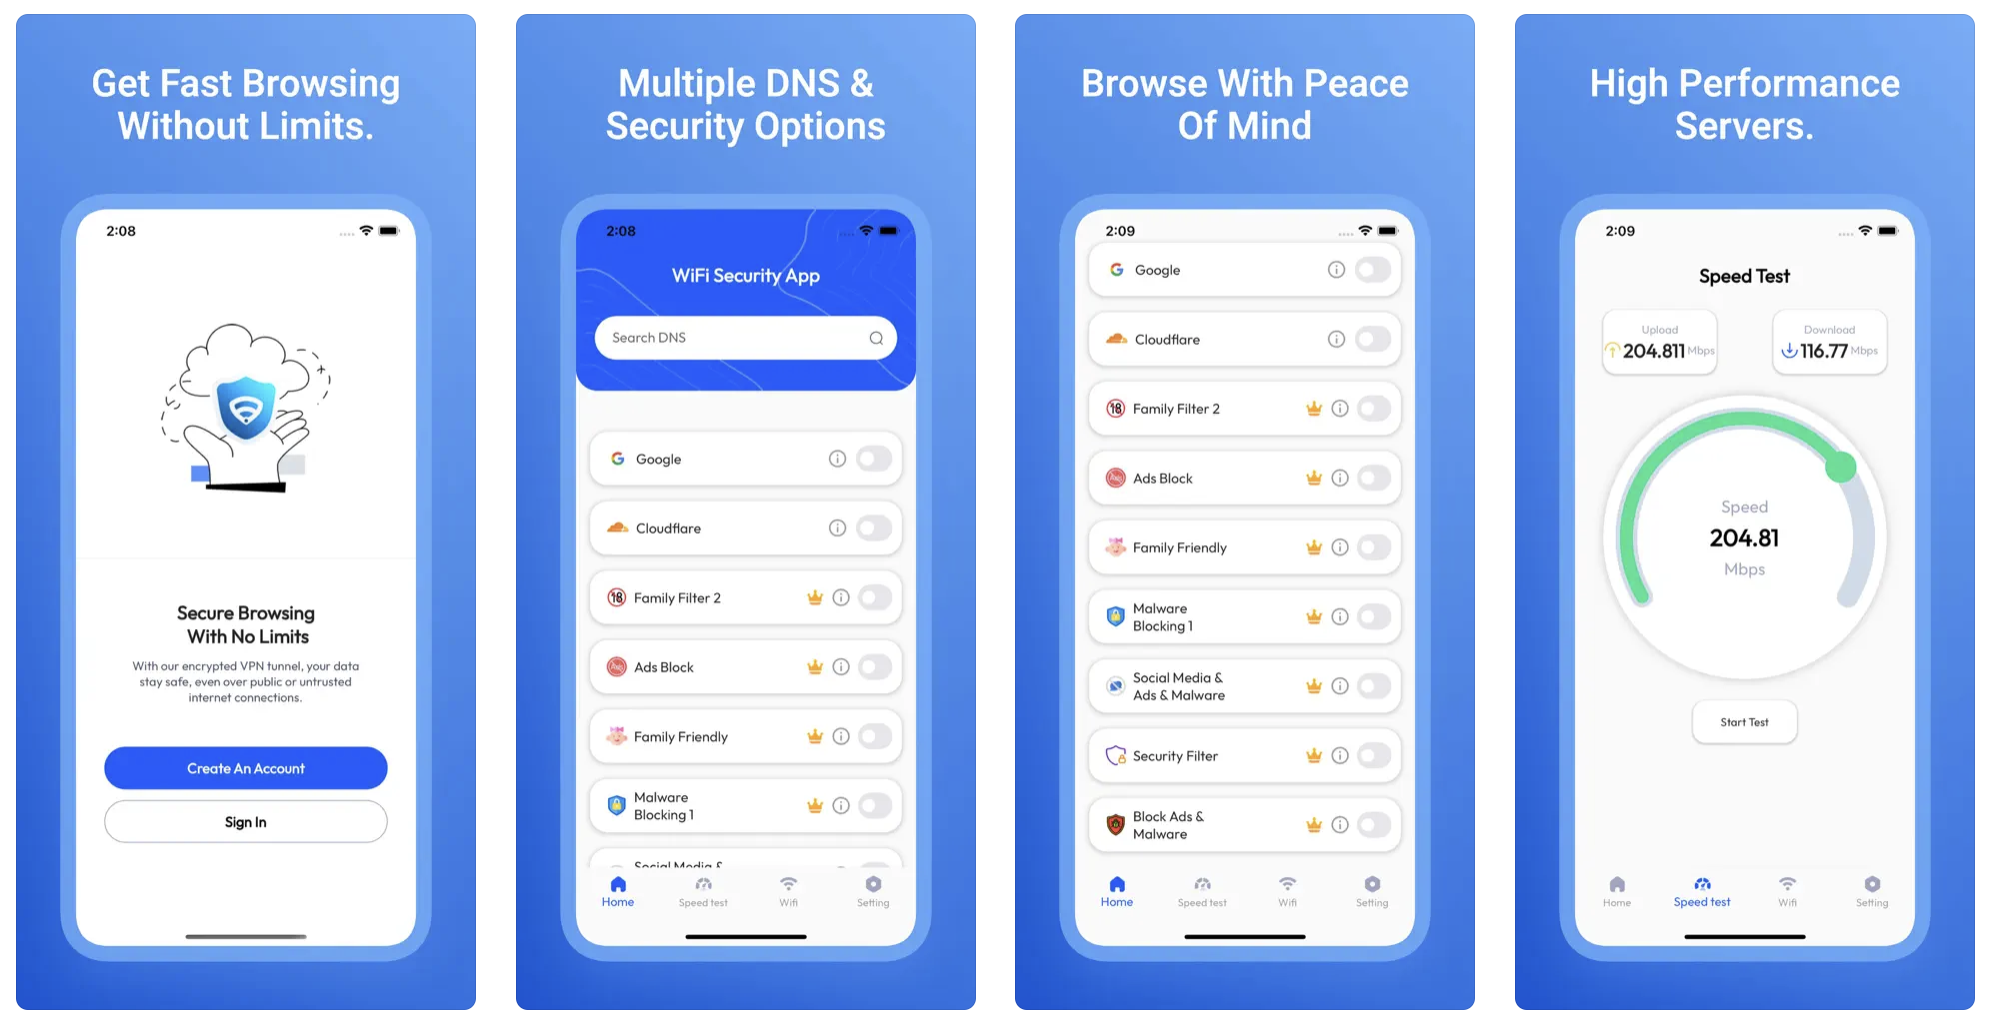 Get Fast Browsing
Without Limits.
2:08
Secure Browsing
With No Limits
With our encrypted VPN tunnel, your data
stay safe, even over public or untrusted
internet connections.
Create An Account
Sign In
Multiple DNS &
Security Options
2:08
WiFi Security App
Search DNS
Google
Cloudflare
18 Family Filter 2
Ads Block
Family Friendly
Malware
Blocking 1
Social Media &
Home Speed test Wifi Setting
Browse With Peace
Of Mind
2:09
Google
Cloudflare
18 Family Filter 2
Ads Block
Family Friendly
Malware
Blocking 1
Social Media &
Ads & Malware
Security Filter
Block Ads &
Malware
Home Speed test Wifi Setting
High Performance
Servers.
2:09
Speed Test
Upload
204.811 Mbps
Download
116.77 Mbps
Speed
204.81
Mbps
Start Test
Home Speed test Wifi Setting